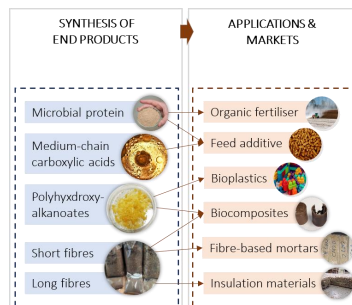 SYNTHESIS OF
END PRODUCTS
APPLICATIONS &
MARKETS
Microbial protein
Medium-chain
carboxylic acids
Polyhyxdroxy-
alkanoates
Short fibres
Long fibres
Organic fertiliser
Feed additive
Bioplastics
Biocomposites
Fibre-based mortars
Insulation materials